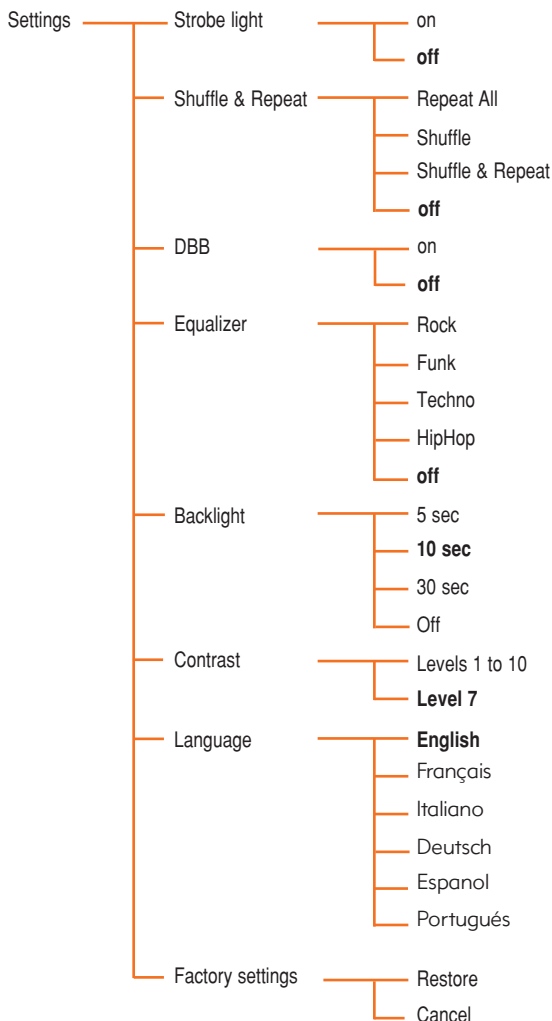 Settings Strobe light on
off
Shuffle & Repeat Repeat All
Shuffle
Shuffle & Repeat
off
DBB on
off
Equalizer Rock
Funk
Techno
HipHop
off
Backlight 5 sec
10 sec
30 sec
Off
Contrast Levels 1 to 10
Level 7
Language English
Français
Italiano
Deutsch
Espanol
Portugués
Factory settings Restore
Cancel